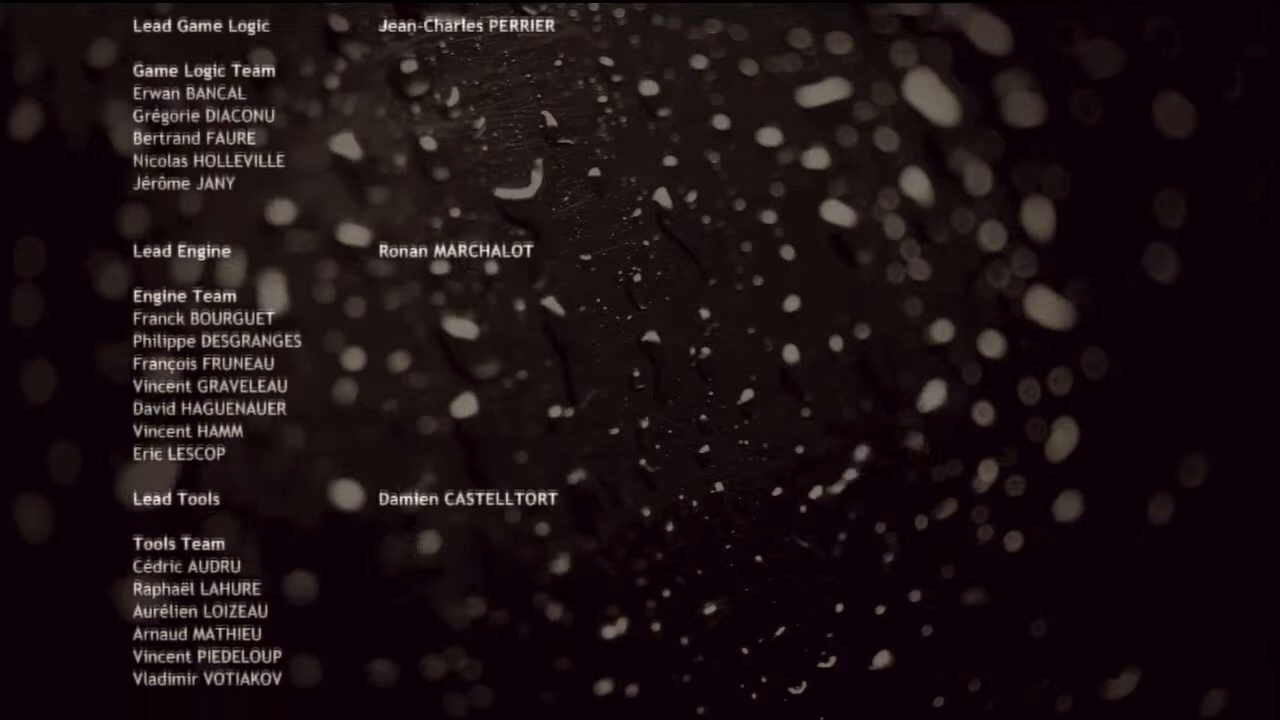 Lead Game Logic Jean-Charles PERRIER
Game Logic Team
Erwan BANCAL
Grégorie DIACONU
Bertrand FAURE
Nicolas HOLLEVILLE
Jérôme JANY
Lead Engine Ronan MARCHALOT
Engine Team
Franck BOURGUET
Philippe DESGRANGES
François FRUNEAU
Vincent GRAVELEAU
David HAGUENAUER
Vincent HAMM
Eric LESCOP
Lead Tools Damien CASTELLTORT
Tools Team
Cédric AUDRU
Raphaël LAHURE
Aurélien LOIZEAU
Arnaud MATHIEU
Vincent PIEDELOUP
Vladimir VOTIAKOV